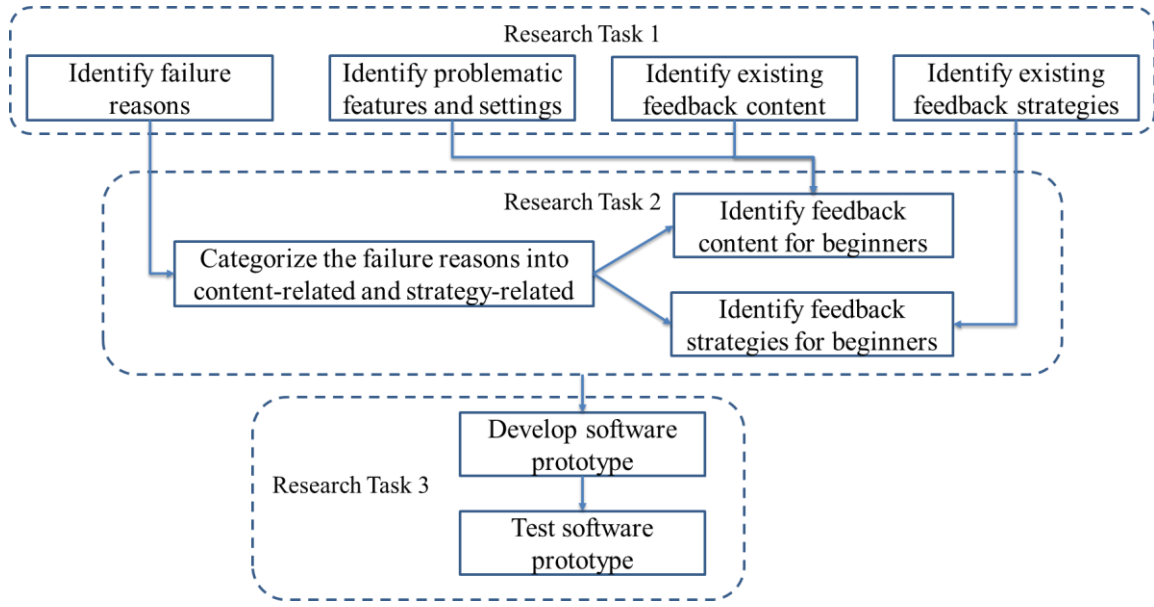 Research Task 1
Identify failure
reasons
Identify problematic
features and settings
Identify existing
feedback content
Identify existing
feedback strategies
Research Task 2
Identify feedback
content for beginners
Categorize the failure reasons into
content-related and strategy-related
Identify feedback
strategies for beginners
Develop software
prototype
Research Task 3
Test software
prototype